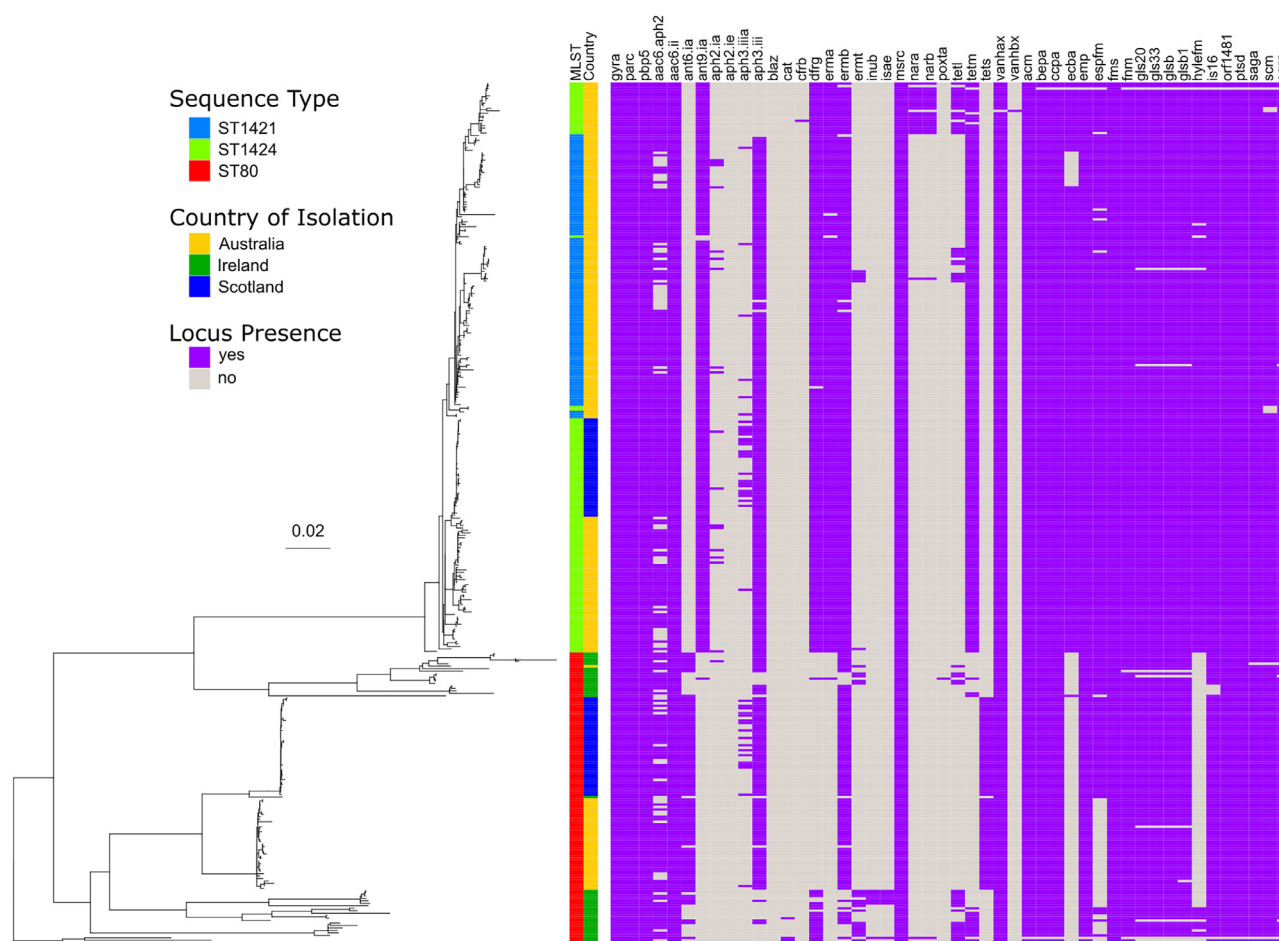 Sequence Type
ST1421
ST1424
ST80
Country of Isolation
Australia
Ireland
Scotland
Locus Presence
yes
no
0.02
MLST
Country
gyra
parc
pbp5
aac6.aph2
aac6.ii
ant6.ia
ant9.ia
aph2.ia
aph2.ie
aph3.iiia
aph3.iii
blaz
cat
cfrb
dfrg
erma
ermb
ermt
inub
isae
msrc
nara
narb
poxta
tetl
tetm
tets
vanhax
vanhbx
acm
bepa
ccpa
ecba
emp
espfm
fms
fnm
gls20
gls33
glsb
glsb1
hylefm
is16
orf1481
ptsd
saga
scm